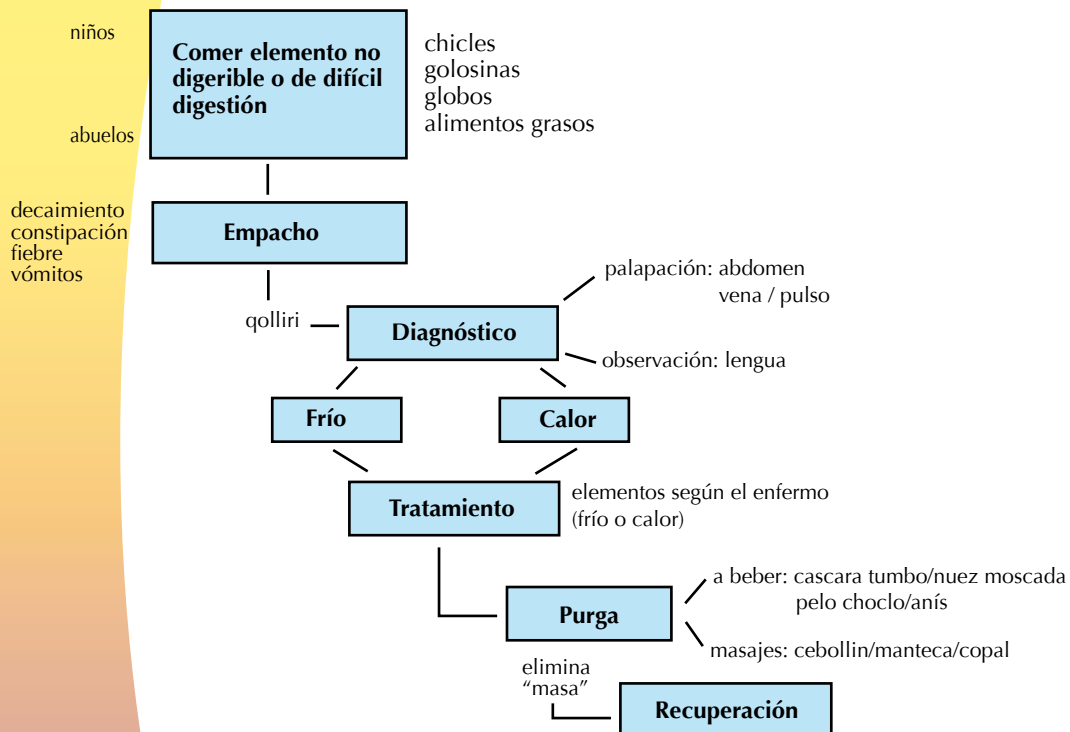 niños
Comer elemento no
digerible o de difícil
digestión
chicles
golosinas
globos
alimentos grasos
abuelos
decaimiento
constipación
fiebre
vómitos
Empacho
qolliri
Diagnóstico
palapación: abdomen
vena / pulso
observación: lengua
Frío
Calor
Tratamiento
elementos según el enfermo
(frío o calor)
Purga
a beber: cascara tumbo/nuez moscada
pelo choclo/anís
masajes: cebollin/manteca/copal
elimina
“masa”
Recuperación